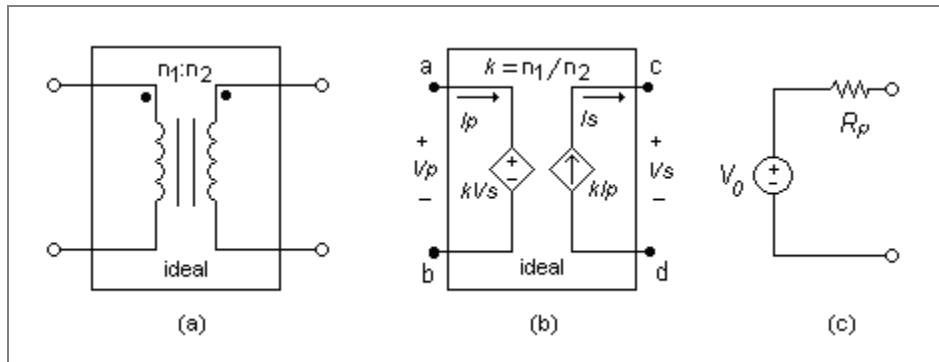 n1:n2
ideal
(a)
a
k = n1/n2
c
Ip
Is
+
Vp
−
+
−
kVs
kIp
+
Vs
−
b
ideal
d
(b)
Rp
V0
+
−
(c)